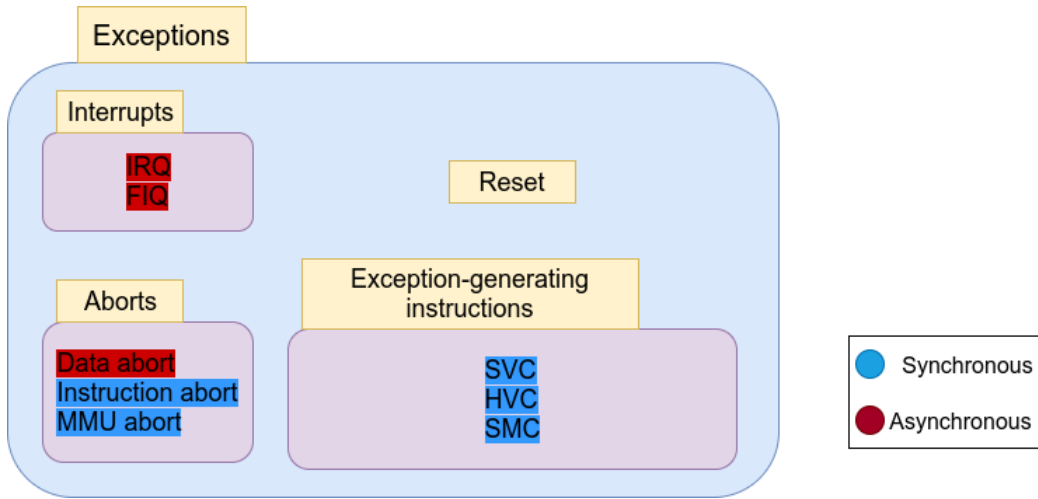 Exceptions
Interrupts
IRQ
FIQ
Reset
Aborts
Data abort
Instruction abort
MMU abort
Exception-generating
instructions
SVC
HVC
SMC
Synchronous
Asynchronous